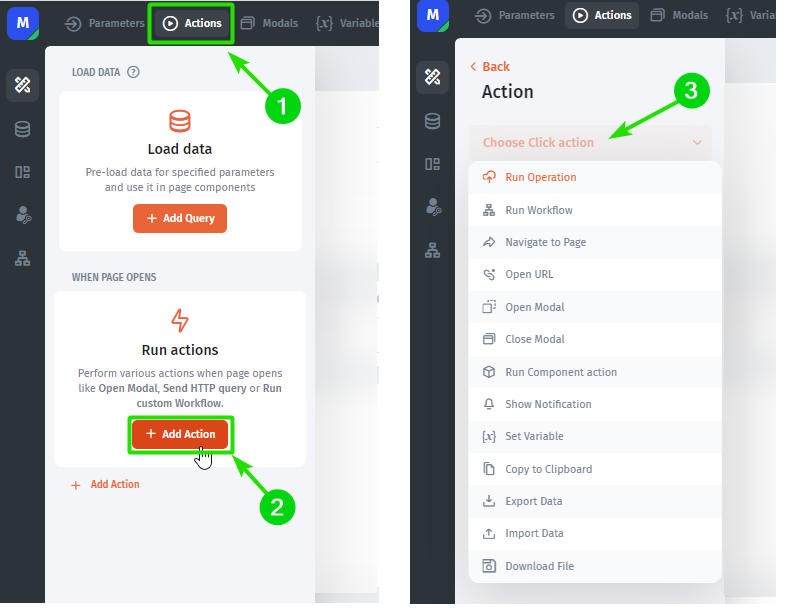 M
Parameters
Actions
Modals
{x} Variable
1
LOAD DATA ?
Load data
Pre-load data for specified parameters
and use it in page components
+ Add Query
WHEN PAGE OPENS
Run actions
Perform various actions when page opens
like Open Modal, Send HTTP query or Run
custom Workflow.
+ Add Action
+ Add Action
2
M
Parameters
Actions
Modals
{x} Varia
< Back
Action
3
Choose Click action
Run Operation
Run Workflow
Navigate to Page
Open URL
Open Modal
Close Modal
Run Component action
Show Notification
{x} Set Variable
Copy to Clipboard
Export Data
Import Data
Download File